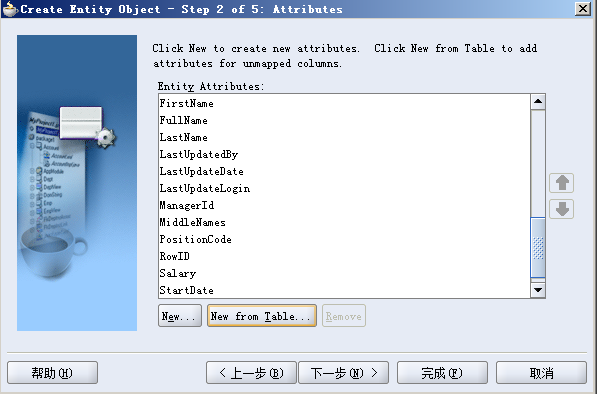 Create Entity Object - Step 2 of 5: Attributes
Click New to create new attributes.  Click New from Table to add
attributes for unmapped columns.
Entity Attributes:
FirstName
FullName
LastName
LastUpdatedBy
LastUpdateDate
LastUpdateLogin
ManagerId
MiddleNames
PositionCode
RowID
Salary
StartDate
New... New from Table... Remove
帮助(H) < 上一步(B) 下一步(N) > 完成(F) 取消